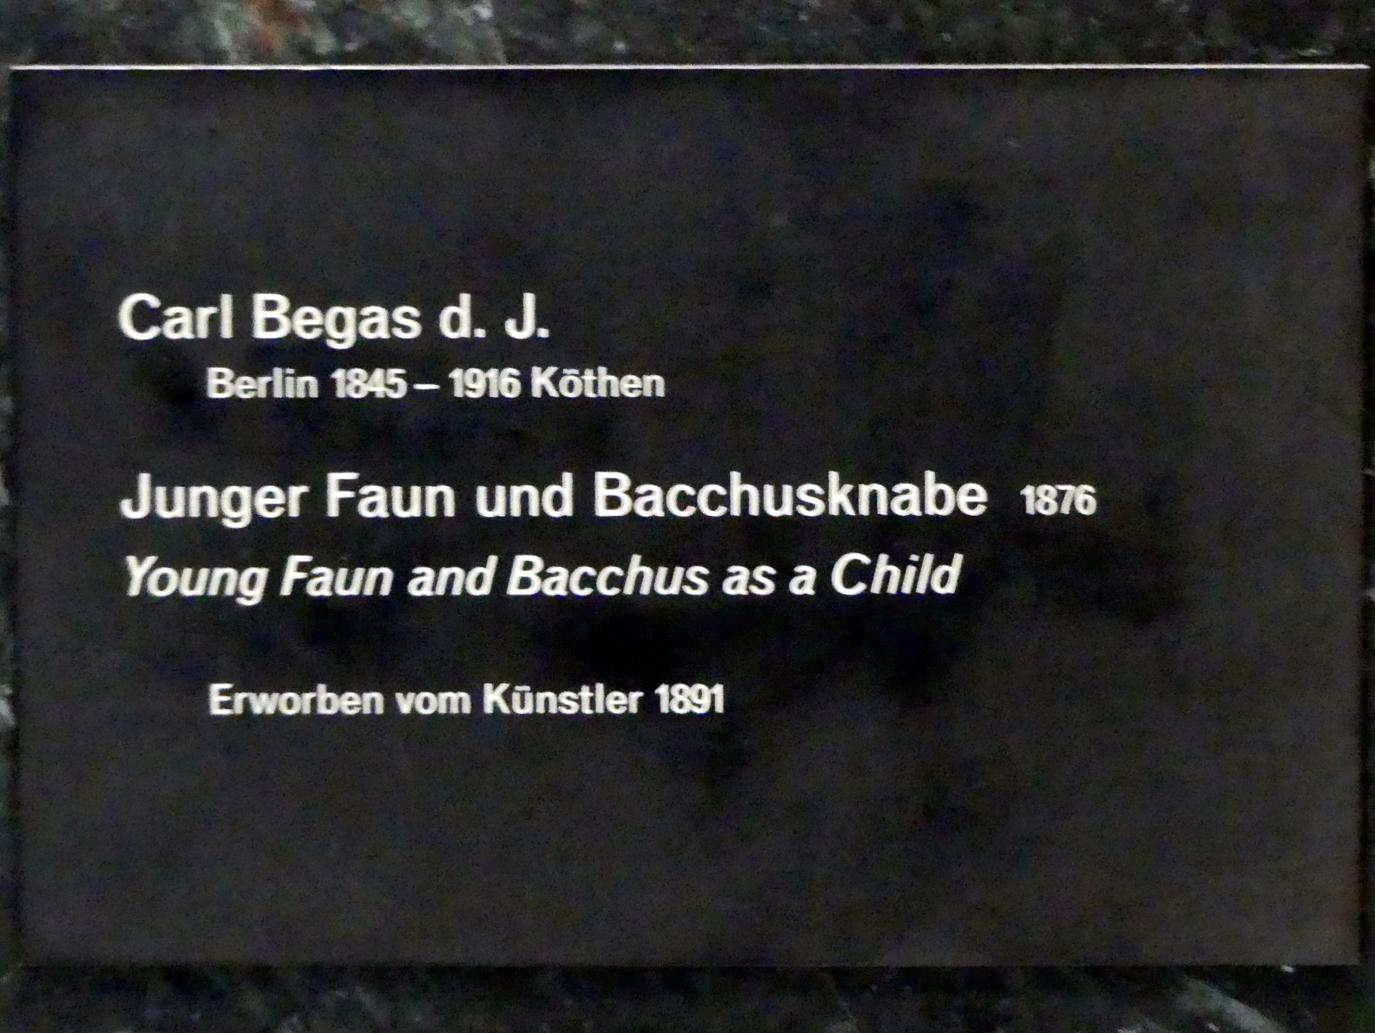 Carl Begas d. J.
Berlin 1845 – 1916 Köthen
Junger Faun und Bacchusknabe 1876
Young Faun and Bacchus as a Child
Erworben vom Künstler 1891